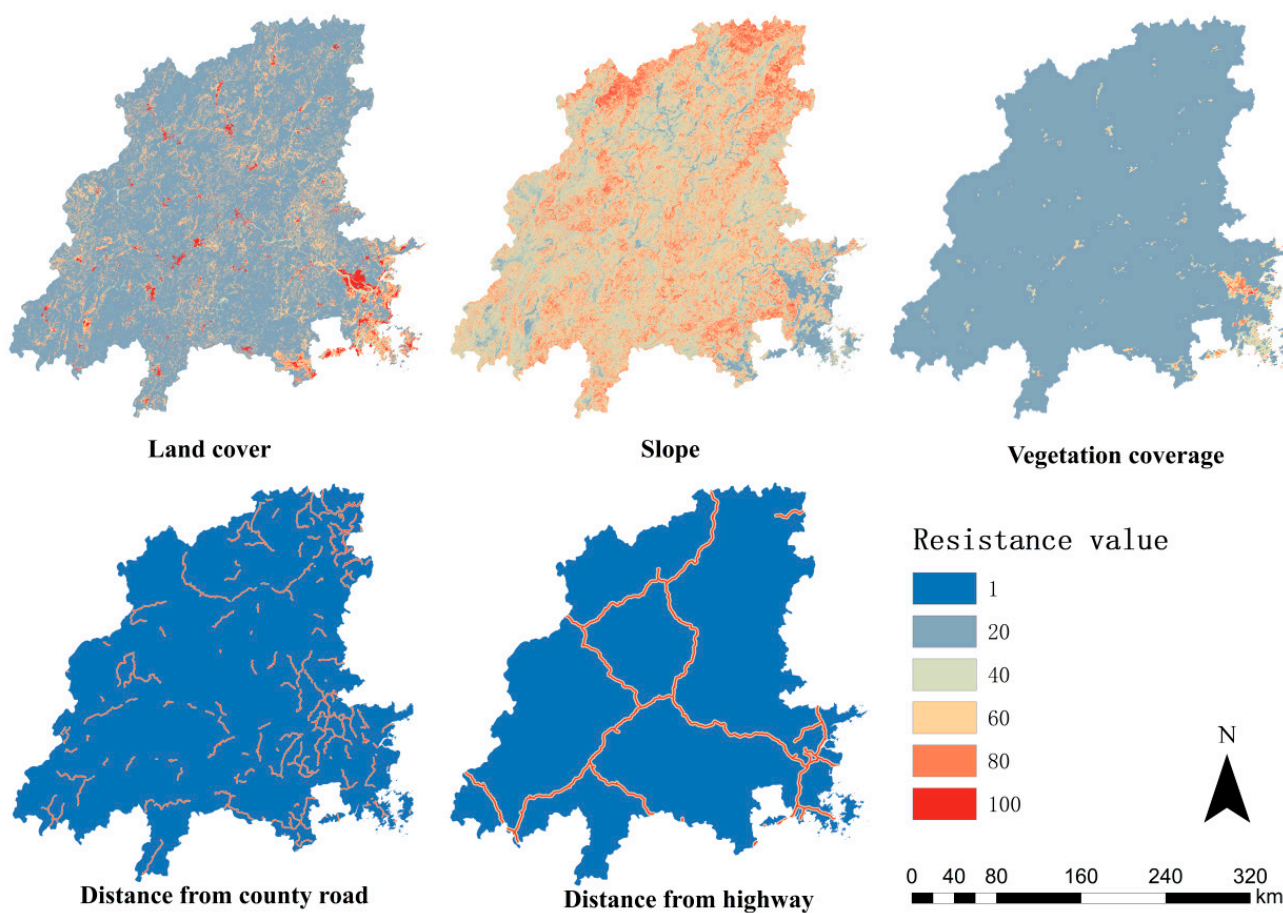 Land cover
Slope
Vegetation coverage
Resistance value
1
20
40
60
80
100
N
0 40 80 160 240 320
km
Distance from county road
Distance from highway